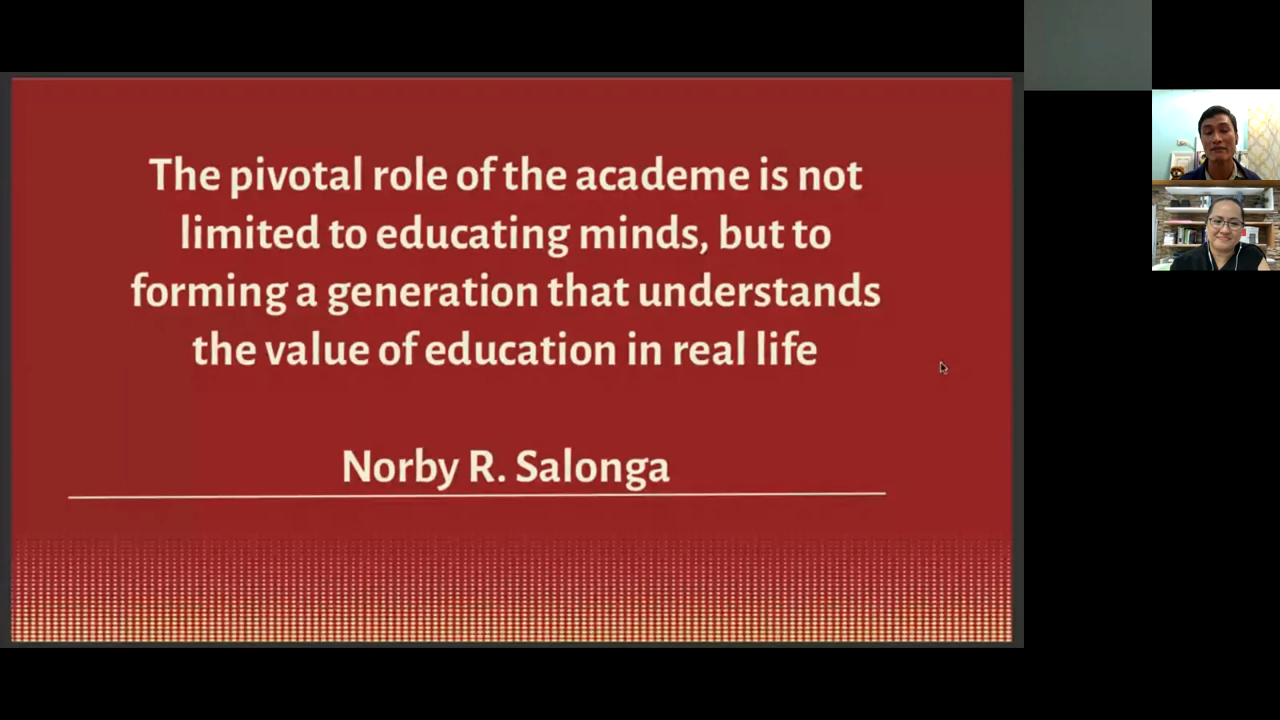 The pivotal role of the academe is not
limited to educating minds, but to
forming a generation that understands
the value of education in real life
Norby R. Salonga